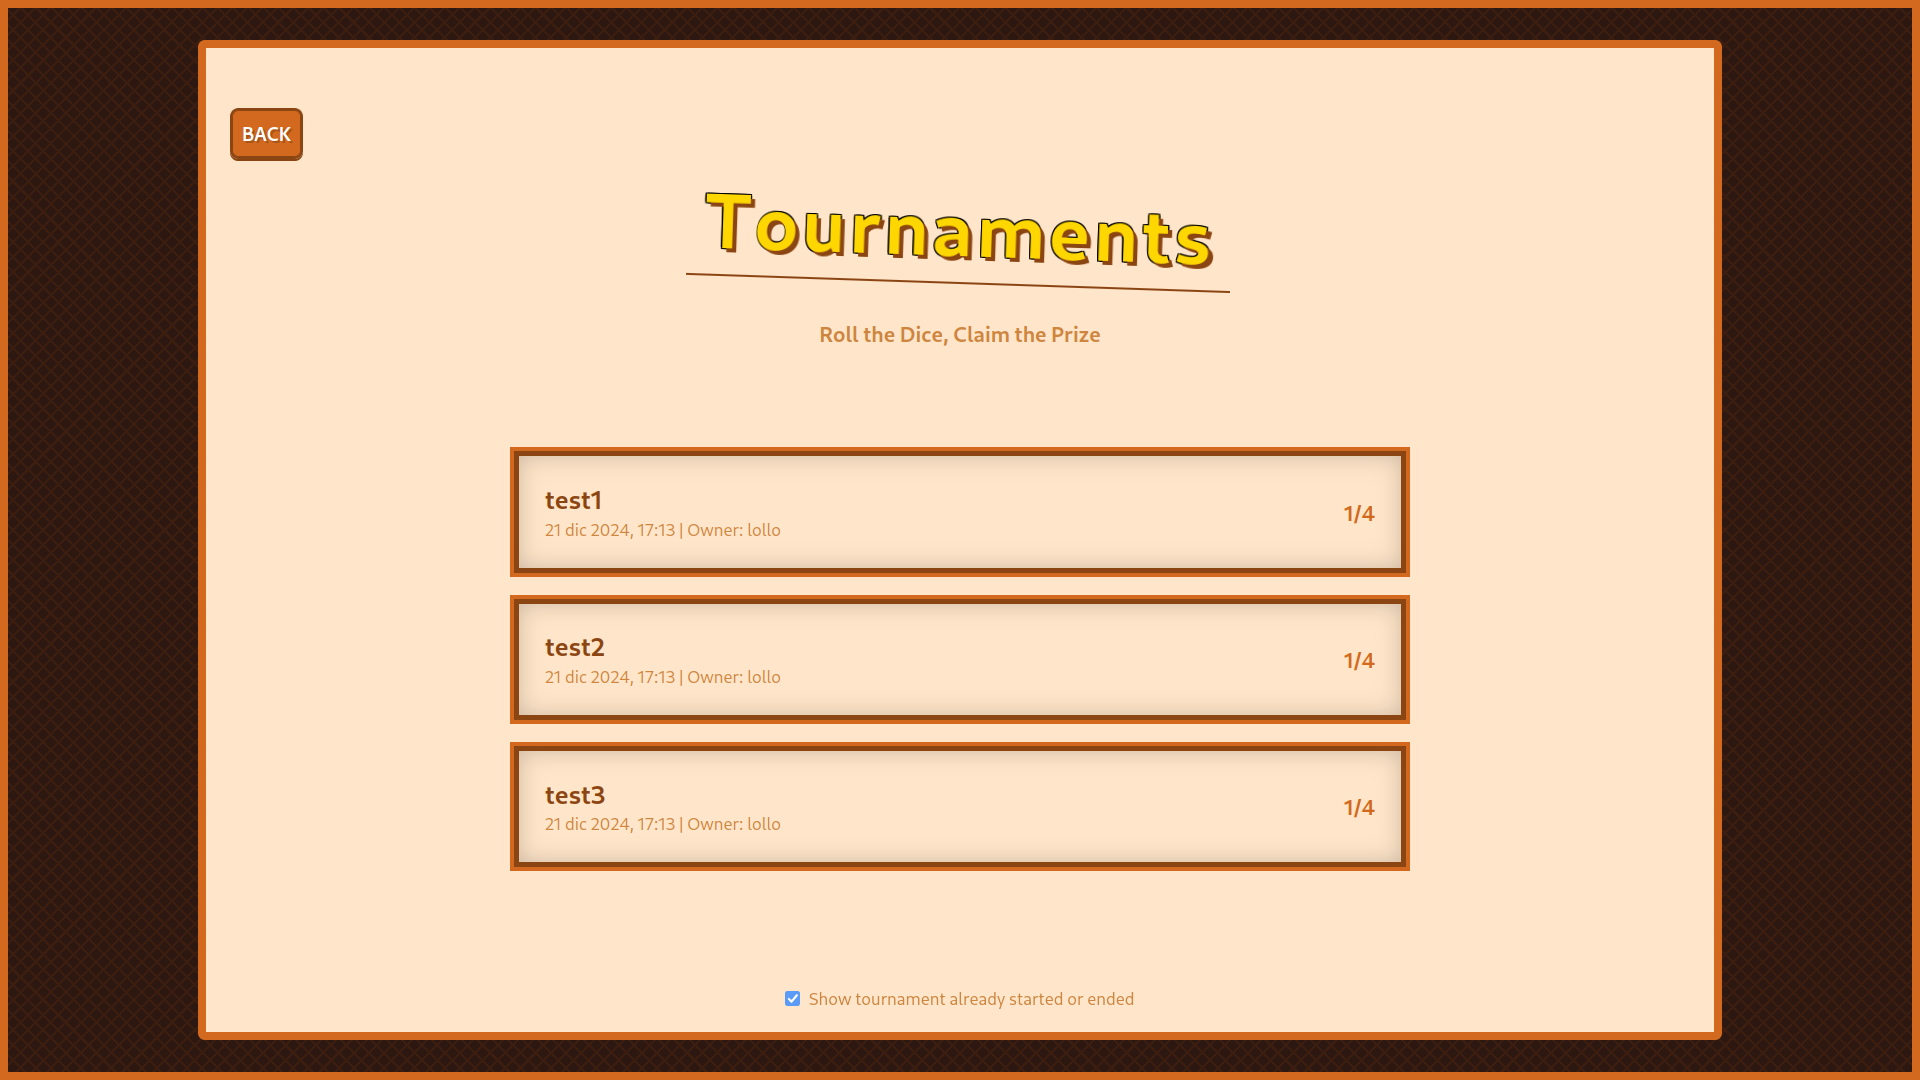 BACK
Tournaments
Roll the Dice, Claim the Prize
test1
21 dic 2024, 17:13 | Owner: lollo
1/4
test2
21 dic 2024, 17:13 | Owner: lollo
1/4
test3
21 dic 2024, 17:13 | Owner: lollo
1/4
Show tournament already started or ended